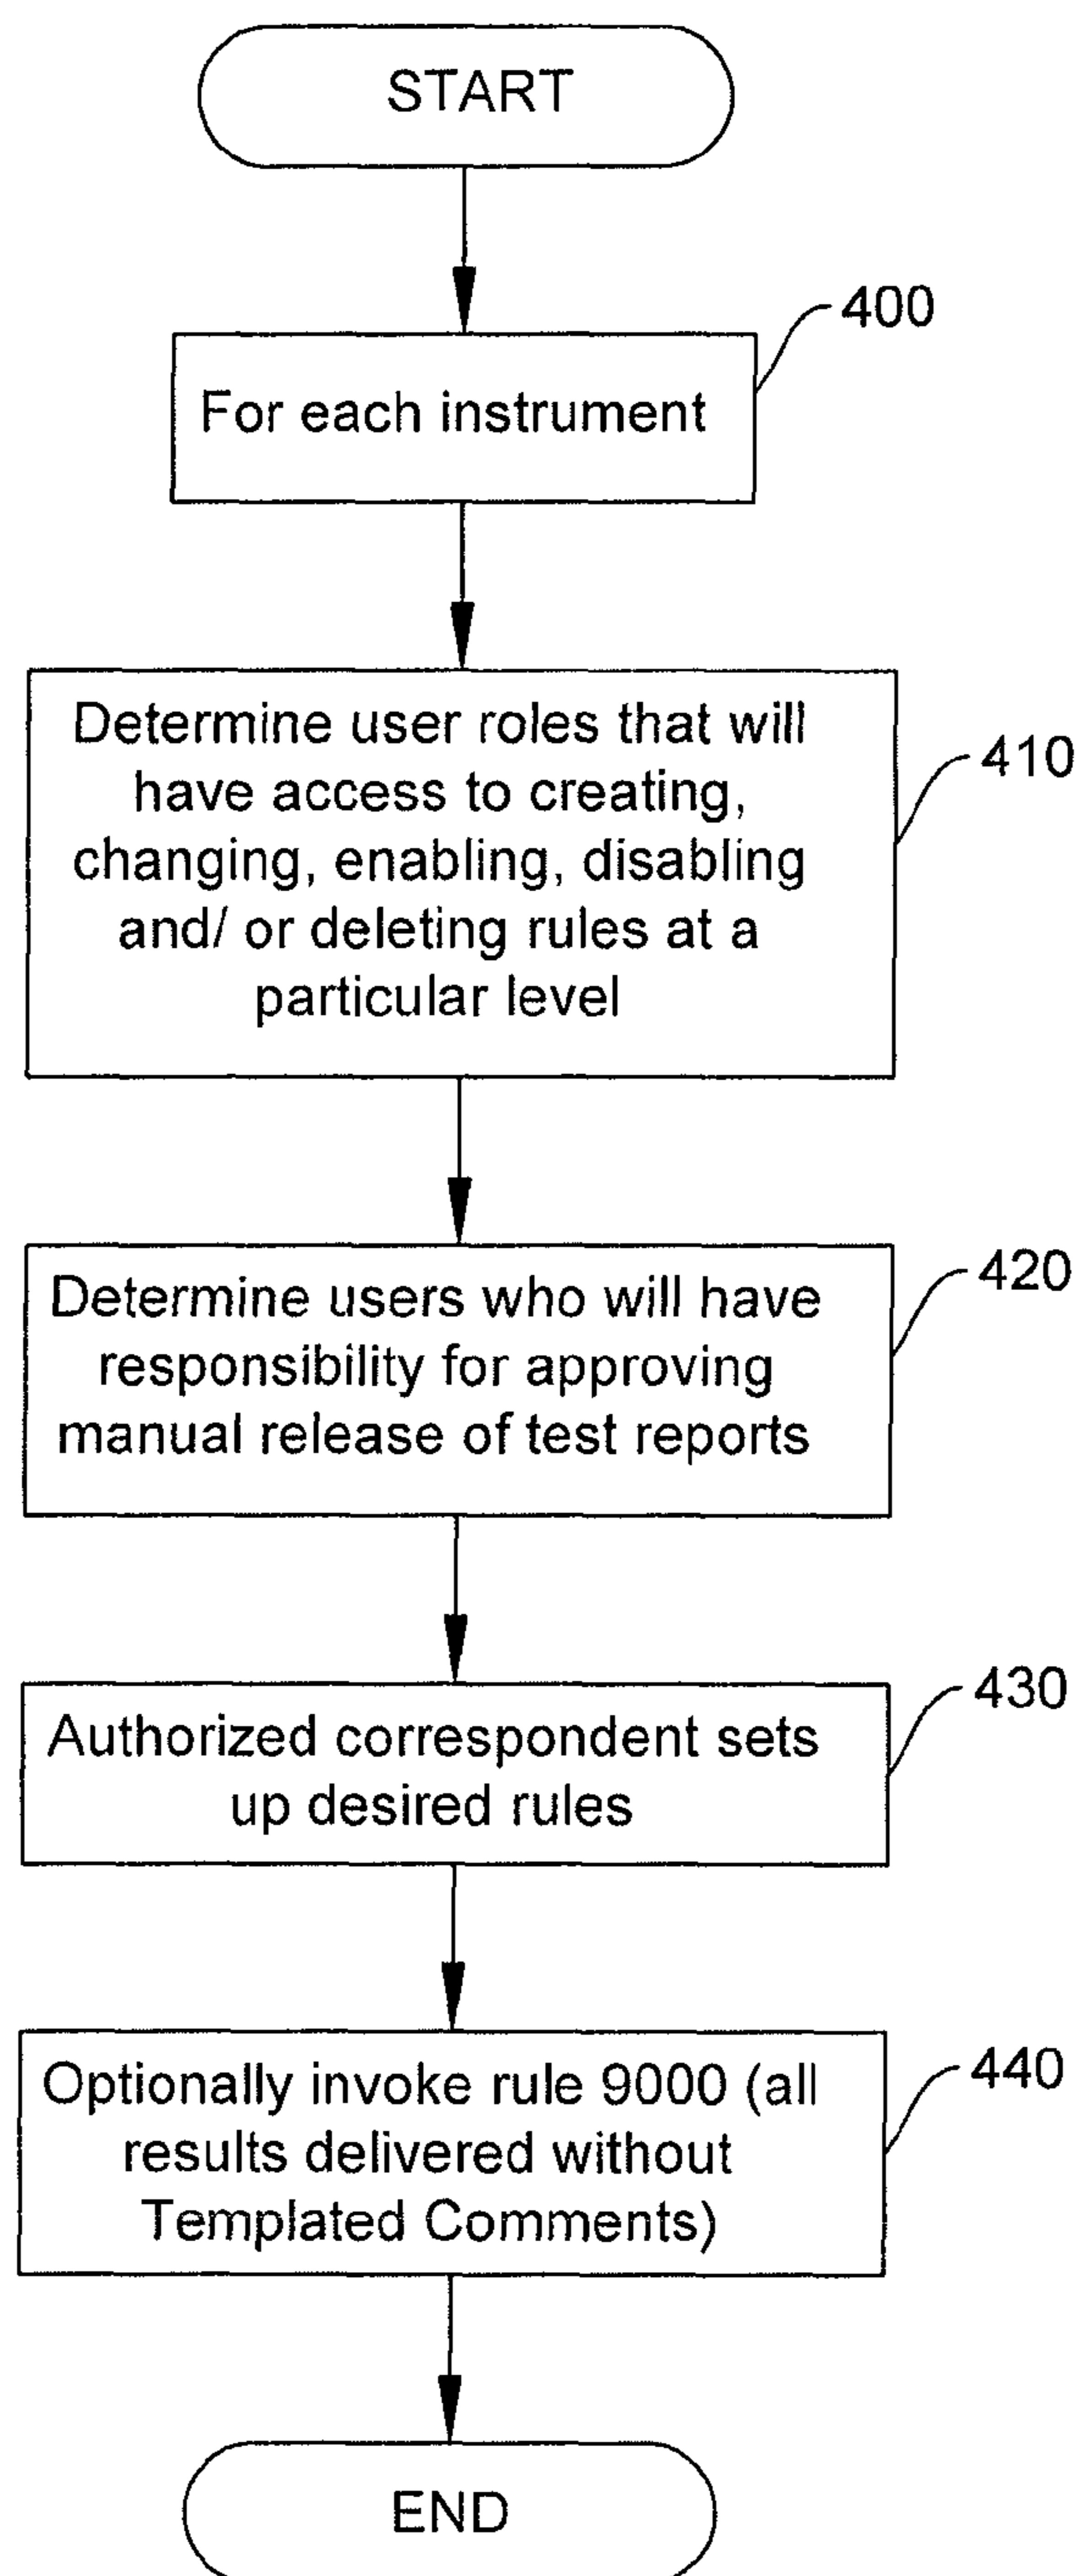 START
400
For each instrument
Determine user roles that will
have access to creating,
changing, enabling, disabling
and/ or deleting rules at a
particular level
410
Determine users who will have
responsibility for approving
manual release of test reports
420
Authorized correspondent sets
up desired rules
430
Optionally invoke rule 9000 (all
results delivered without
Templated Comments)
440
END